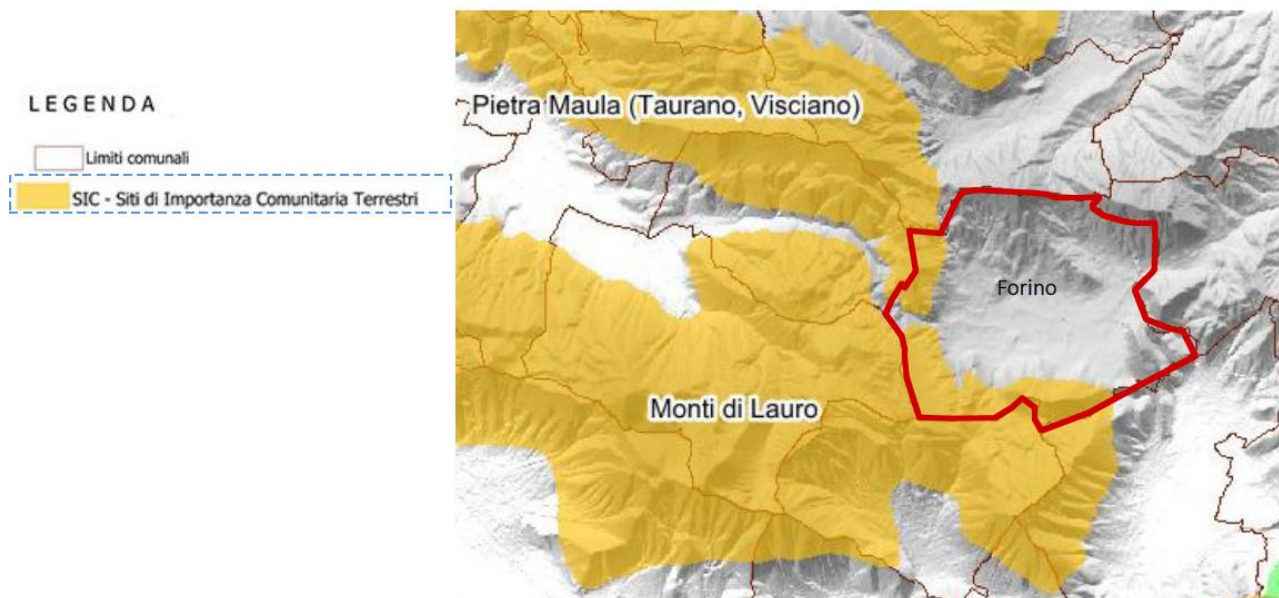 LEGENDA
Limiti comunali
SIC - Siti di Importanza Comunitaria Terrestri
Pietra Maula (Taurano, Visciano)
Forino
Monti di Lauro